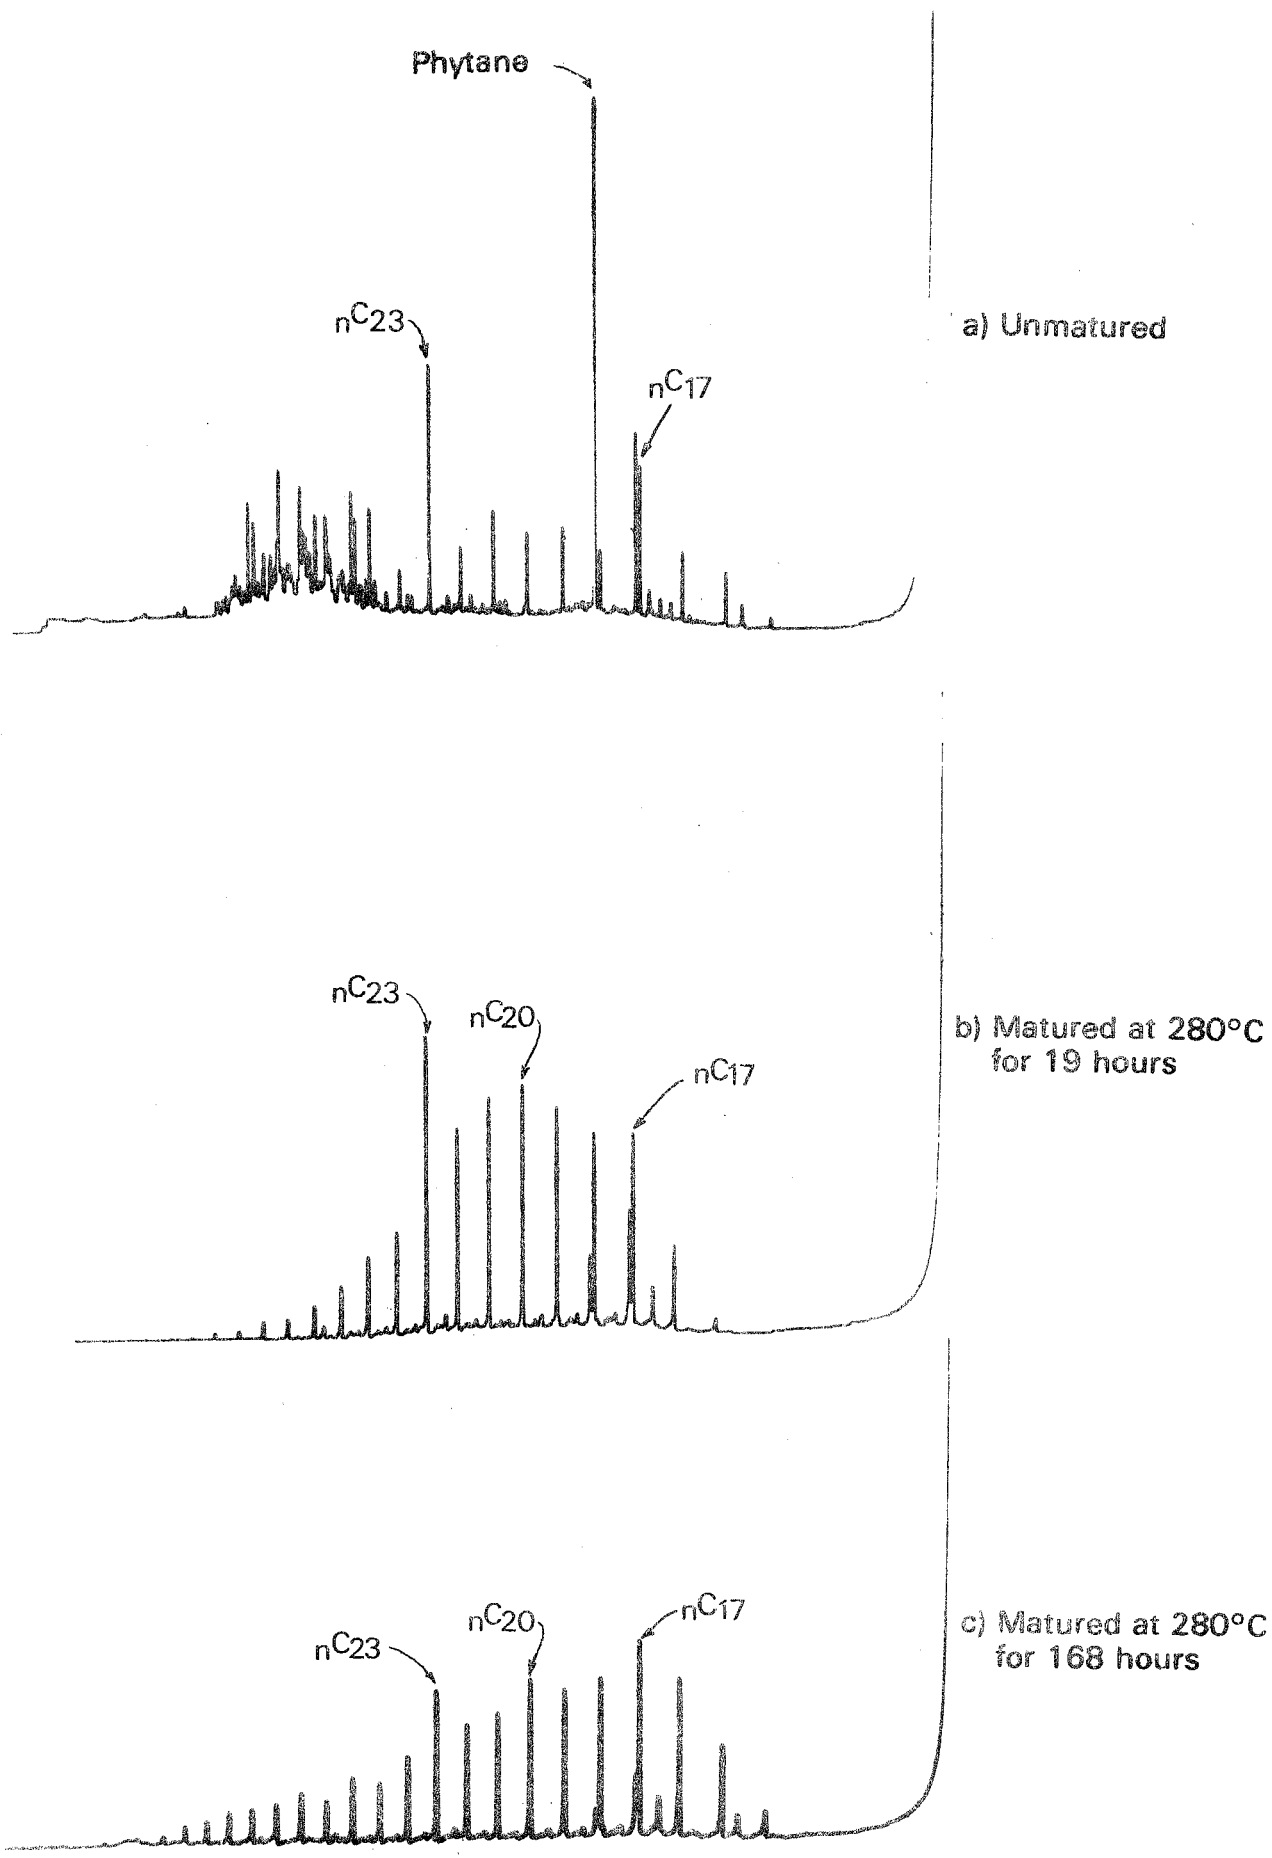 Phytane
nC23
nC17
a) Unmatured
nC23
nC20
nC17
b) Matured at 280°C
for 19 hours
nC23
nC20
nC17
c) Matured at 280°C
for 168 hours